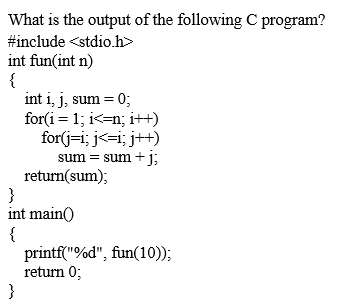 What is the output of the following C program?
#include <stdio.h>
int fun(int n)
{
int i, j, sum = 0;
for(i = 1; i<=n; i++)
for(j=i; j<=i; j++)
sum = sum + j;
return(sum);
}
int main()
{
printf("%d", fun(10));
return 0;
}